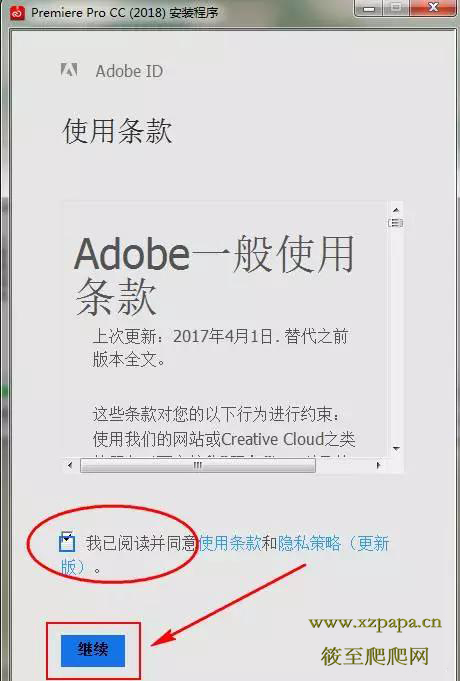 Premiere Pro CC (2018) 安装程序
Adobe ID
使用条款
Adobe一般使用
条款
上次更新：2017年4月1日. 替代之前
版本全文。
这些条款对您的以下行为进行约束：
使用我们的网站或Creative Cloud之类
我已阅读并同意使用条款和隐私策略（更新
版）。
www.xzpapa.cn
继续
筱至爬爬网